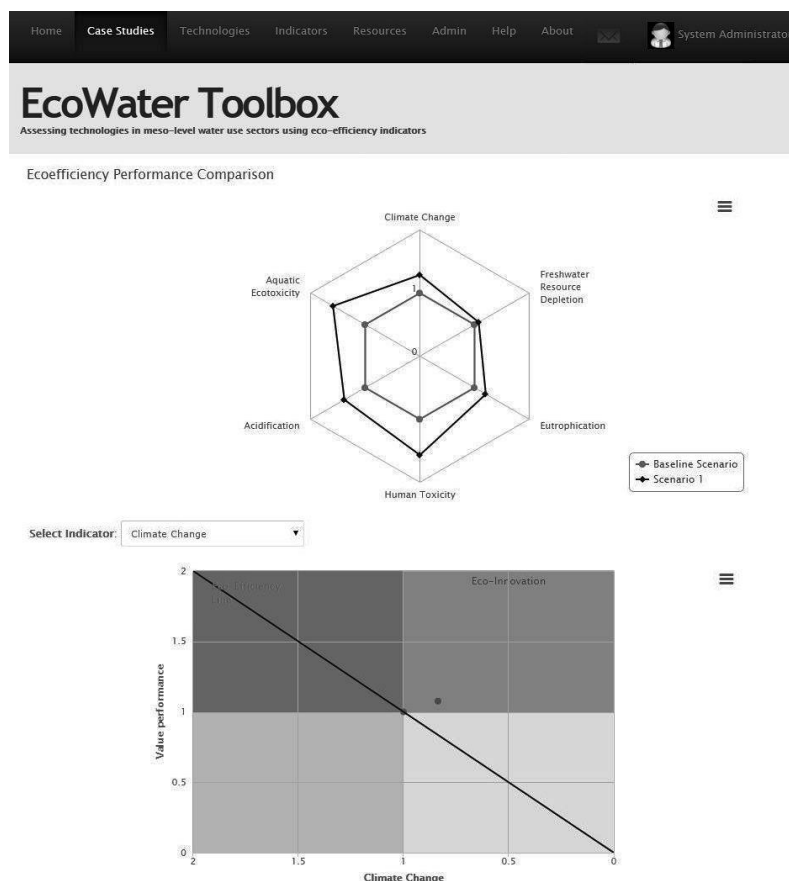 Home Case Studies Technologies Indicators Resources Admin Help About System Administrato
EcoWater Toolbox
Assessing technologies in meso-level water use sectors using eco-efficiency indicators
Ecoefficiency Performance Comparison
Climate Change
Aquatic
Ecotoxicity
Freshwater
Resource
Depletion
1
0
Acidification
Eutrophication
Human Toxicity
Baseline Scenario
Scenario 1
Select Indicator: Climate Change
Eco-Innovation
Value performance
2
1.5
1
0.5
0
2 1.5 1 0.5 0
Climate Change